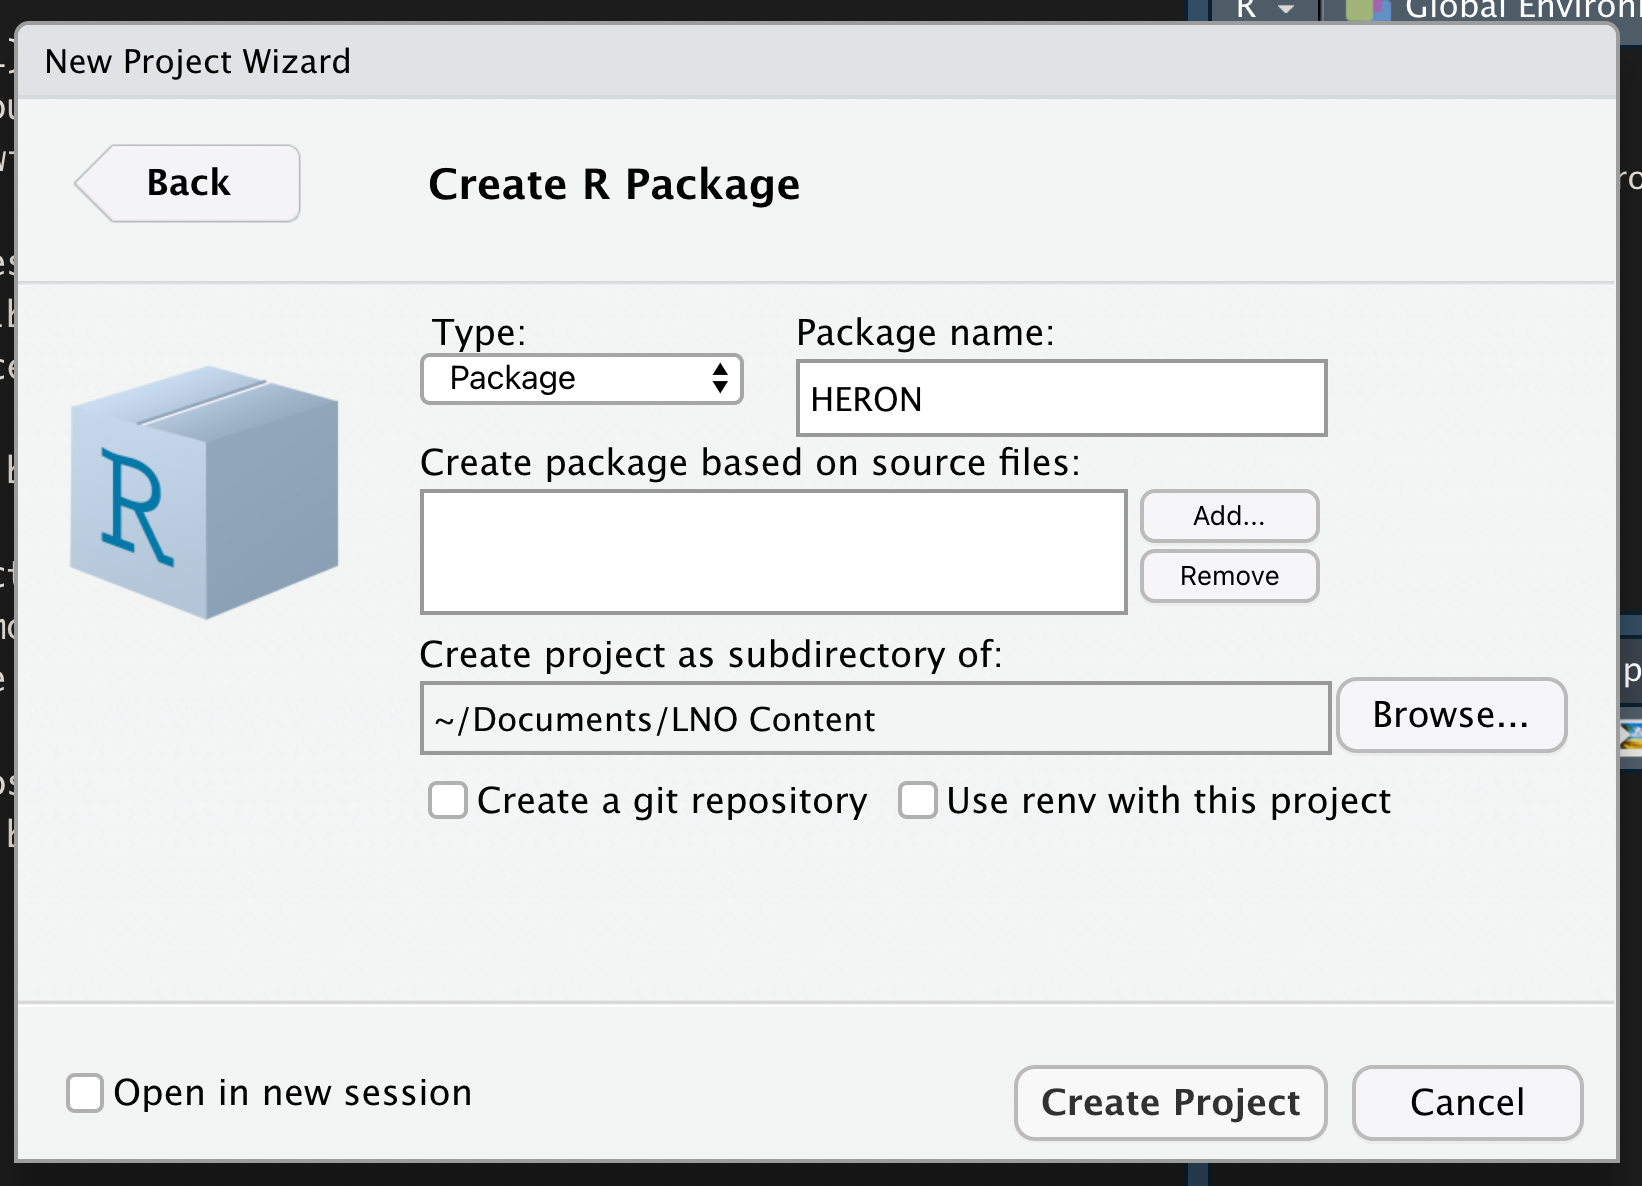 R
Global Environ
New Project Wizard
Back
Create R Package
Type:
Package name:
Package
HERON
Create package based on source files:
Add...
Remove
R
Create project as subdirectory of:
~/Documents/LNO Content
Browse...
Create a git repository
Use renv with this project
Open in new session
Create Project
Cancel